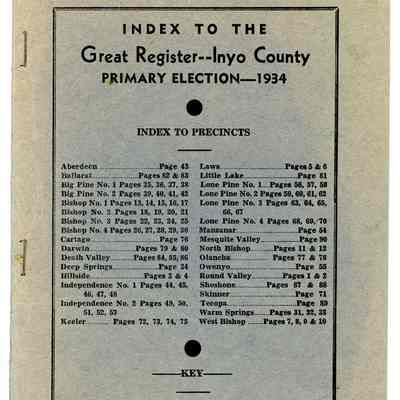 INDEX TO THE
Great Register--Inyo County
PRIMARY ELECTION—1934
INDEX TO PRECINCTS
Aberdeen Page 43
Ballarat Pages 82 & 83
Big Pine No. 1 Pages 35, 36, 37, 38
Big Pine No. 2 Pages 39, 40, 41, 42
Bishop No. 1 Pages 13, 14, 15, 16, 17
Bishop No. 2 Pages 18, 19, 20, 21
Bishop No. 3 Pages 22, 23, 24, 25
Bishop No. 4 Pages 26, 27, 28, 29, 30
Cartago Page 76
Darwin Pages 79 & 80
Death Valley Pages 84, 85, 86
Deep Springs Page 34
Hillside Pages 3 & 4
Independence No. 1 Pages 44, 45,
46, 47, 48
Independence No. 2 Pages 49, 50,
51, 52, 53
Keeler Pages 72, 73, 74, 75
Laws Pages 5 & 6
Little Lake Page 81
Lone Pine No. 1 Pages 56, 57, 58
Lone Pine No. 2 Pages 59, 60, 61, 62
Lone Pine No. 3 Pages 63, 64, 65,
66, 67
Lone Pine No. 4 Pages 68, 69, 70
Manzanar Page 54
Mesquite Valley Page 90
North Bishop Pages 11 & 12
Olancha Pages 77 & 78
Owenyo Page 55
Round Valley Pages 1 & 2
Shoshone Pages 87 & 88
Skinner Page 71
Tecopa Page 89
Warm Springs Pages 31, 32, 33
West Bishop Pages 7, 8, 9 & 10
KEY